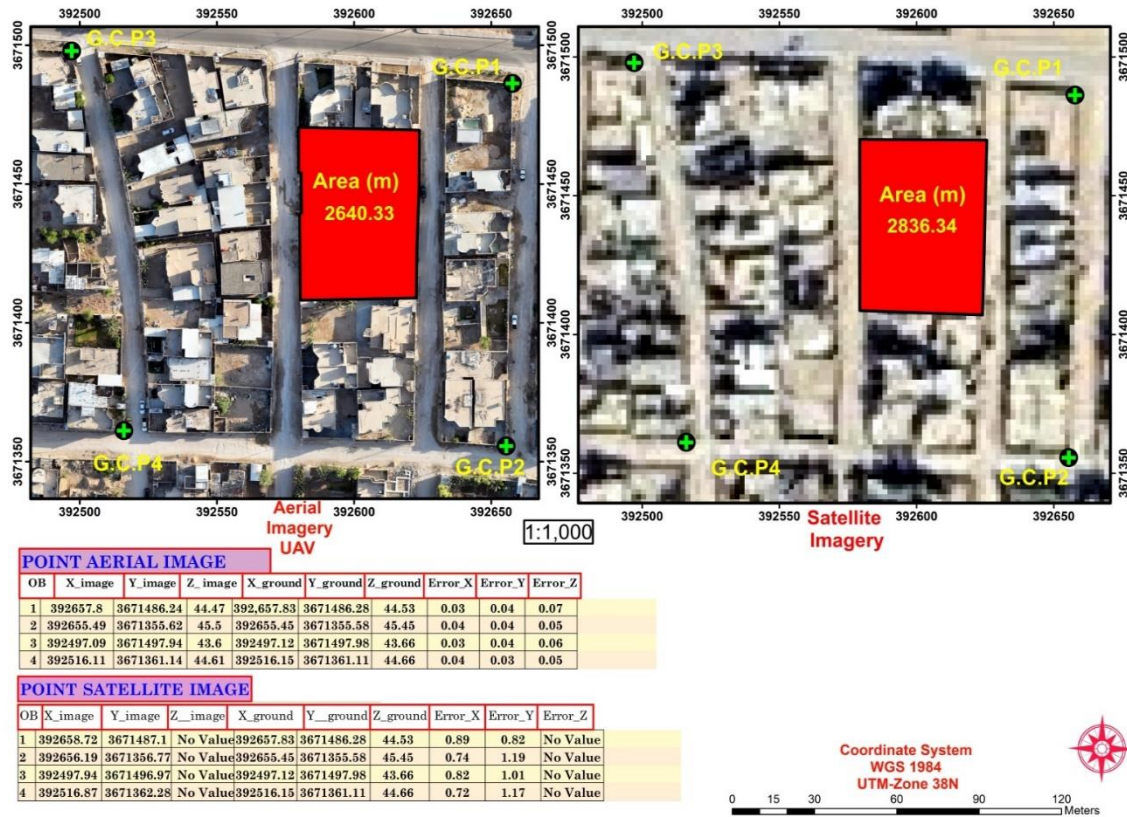 392500 392550 392600 392650
392500 392550 392600 392650
3671500
3671450
3671400
3671350
G.C.P3
G.C.P1
Area (m)
2640.33
G.C.P4
G.C.P2
3671500
3671450
3671400
3671350
G.C.P3
G.C.P1
Area (m)
2836.34
G.C.P4
G.C.P2
3671500
3671450
3671400
3671350
392500 392550 392600 392650
392500 392550 392600 392650
Aerial
Imagery
UAV
1:1,000
Satellite
Imagery
POINT AERIAL IMAGE
OB X_image Y_image Z_ image X_ground Y_ground Z_ground Error_X Error_Y Error_Z
1 392657.8 3671486.24 44.47 392,657.83 3671486.28 44.53 0.03 0.04 0.07
2 392655.49 3671355.62 45.5 392655.45 3671355.58 45.45 0.04 0.04 0.05
3 392497.09 3671497.94 43.6 392497.12 3671497.98 43.66 0.03 0.04 0.06
4 392516.11 3671361.14 44.61 392516.15 3671361.11 44.66 0.04 0.03 0.05
POINT SATELLITE IMAGE
OB X_image Y_image Z__image X_ground Y__ground Z_ground Error_X Error_Y Error_Z
1 392658.72 3671487.1 No Value 392657.83 3671486.28 44.53 0.89 0.82 No Value
2 392656.19 3671356.77 No Value 392655.45 3671355.58 45.45 0.74 1.19 No Value
3 392497.94 3671496.97 No Value 392497.12 3671497.98 43.66 0.82 1.01 No Value
4 392516.87 3671362.28 No Value 392516.15 3671361.11 44.66 0.72 1.17 No Value
Coordinate System
WGS 1984
UTM-Zone 38N
0 15 30 60 90 120
Meters